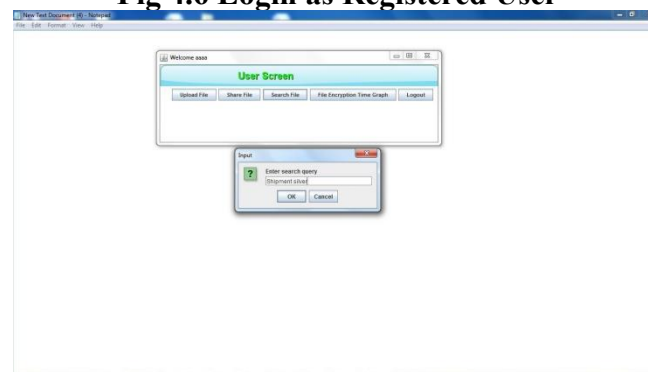 Fig 4.6 Login as Registered User
New Text Document (4) - Notepad
File Edit Format View Help
Welcome aaaa
User Screen
Upload File Share File Search File File Encryption Time Graph Logout
Input
Enter search query
Shipment silver
OK Cancel